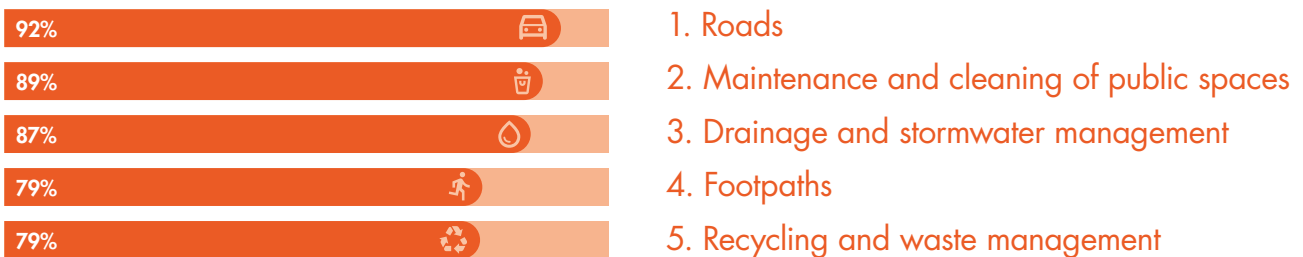 92% 1. Roads
89% 2. Maintenance and cleaning of public spaces
87% 3. Drainage and stormwater management
79% 4. Footpaths
79% 5. Recycling and waste management